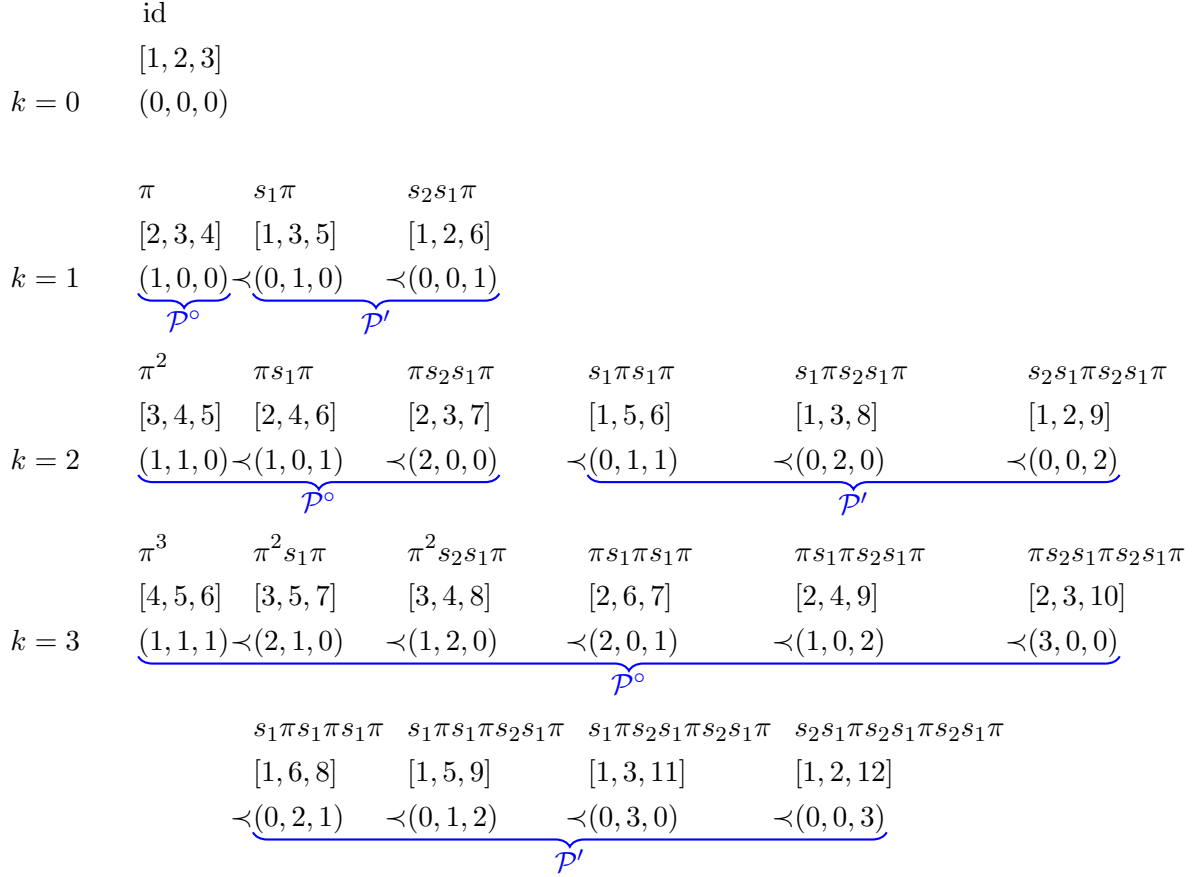 id
[1, 2, 3]
k = 0 (0, 0, 0)
π s₁π s₂s₁π
[2, 3, 4] [1, 3, 5] [1, 2, 6]
k = 1 (1, 0, 0) ≺(0, 1, 0) ≺(0, 0, 1)
𝒫° 𝒫′
π² πs₁π πs₂s₁π s₁πs₁π s₁πs₂s₁π s₂s₁πs₂s₁π
[3, 4, 5] [2, 4, 6] [2, 3, 7] [1, 5, 6] [1, 3, 8] [1, 2, 9]
k = 2 (1, 1, 0) ≺(1, 0, 1) ≺(2, 0, 0) ≺(0, 1, 1) ≺(0, 2, 0) ≺(0, 0, 2)
𝒫° 𝒫′
π³ π²s₁π π²s₂s₁π πs₁πs₁π πs₁πs₂s₁π πs₂s₁πs₂s₁π
[4, 5, 6] [3, 5, 7] [3, 4, 8] [2, 6, 7] [2, 4, 9] [2, 3, 10]
k = 3 (1, 1, 1) ≺(2, 1, 0) ≺(1, 2, 0) ≺(2, 0, 1) ≺(1, 0, 2) ≺(3, 0, 0)
𝒫°
s₁πs₁πs₁π s₁πs₁πs₂s₁π s₁πs₂s₁πs₂s₁π s₂s₁πs₂s₁πs₂s₁π
[1, 6, 8] [1, 5, 9] [1, 3, 11] [1, 2, 12]
≺(0, 2, 1) ≺(0, 1, 2) ≺(0, 3, 0) ≺(0, 0, 3)
𝒫′